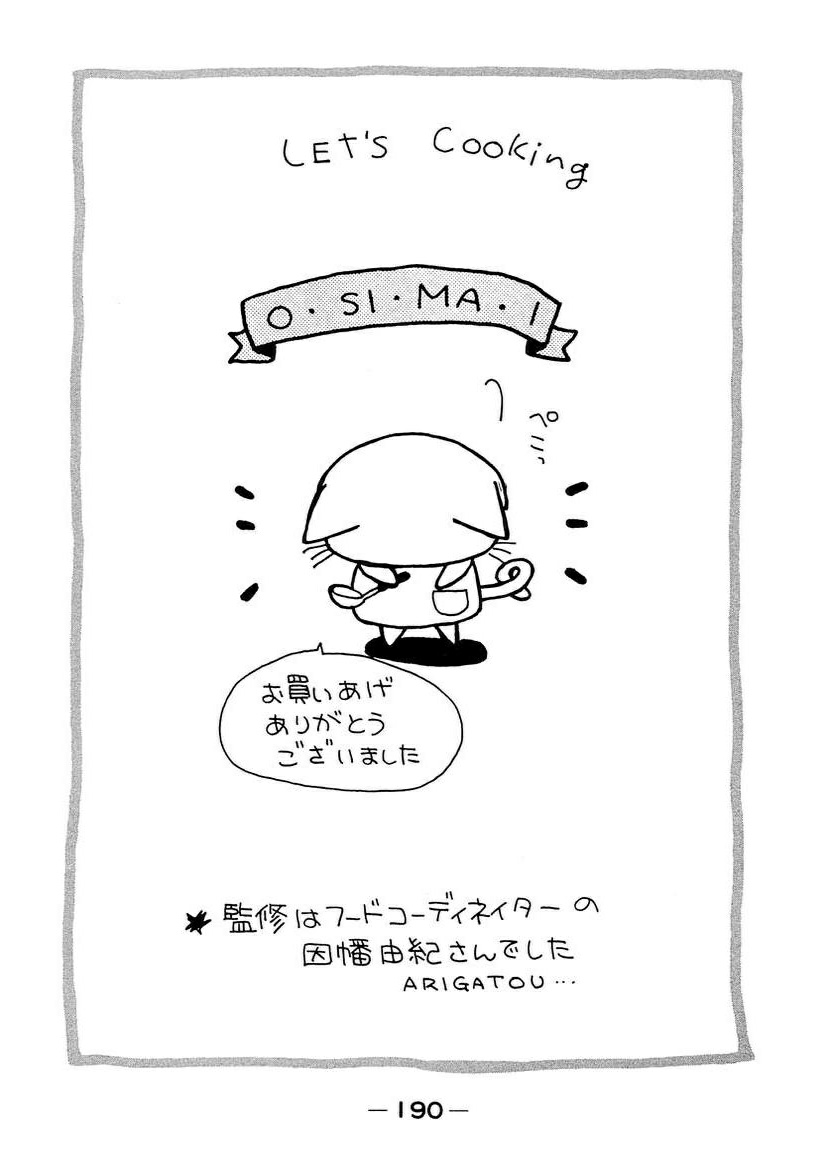 LET'S Cooking
O・SI・MA・I
ペミッ
お買いあげ
ありがとう
ございました
★監修はフードコーディネイターの
因幡由紀さんでした
ARIGATOU…
—190—